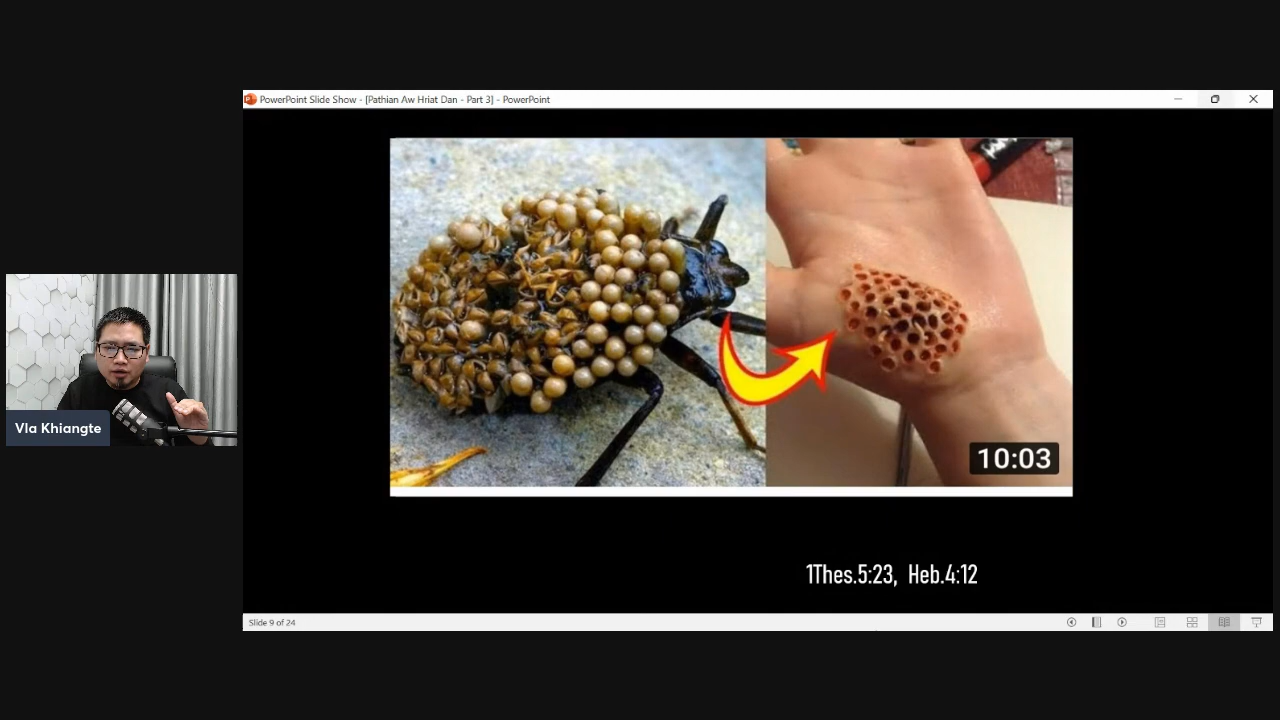 PowerPoint Slide Show - [Pathian Aw Hriat Dan - Part 3] - PowerPoint
Vla Khiangte
10:03
1Thes.5:23, Heb.4:12
Slide 9 of 24